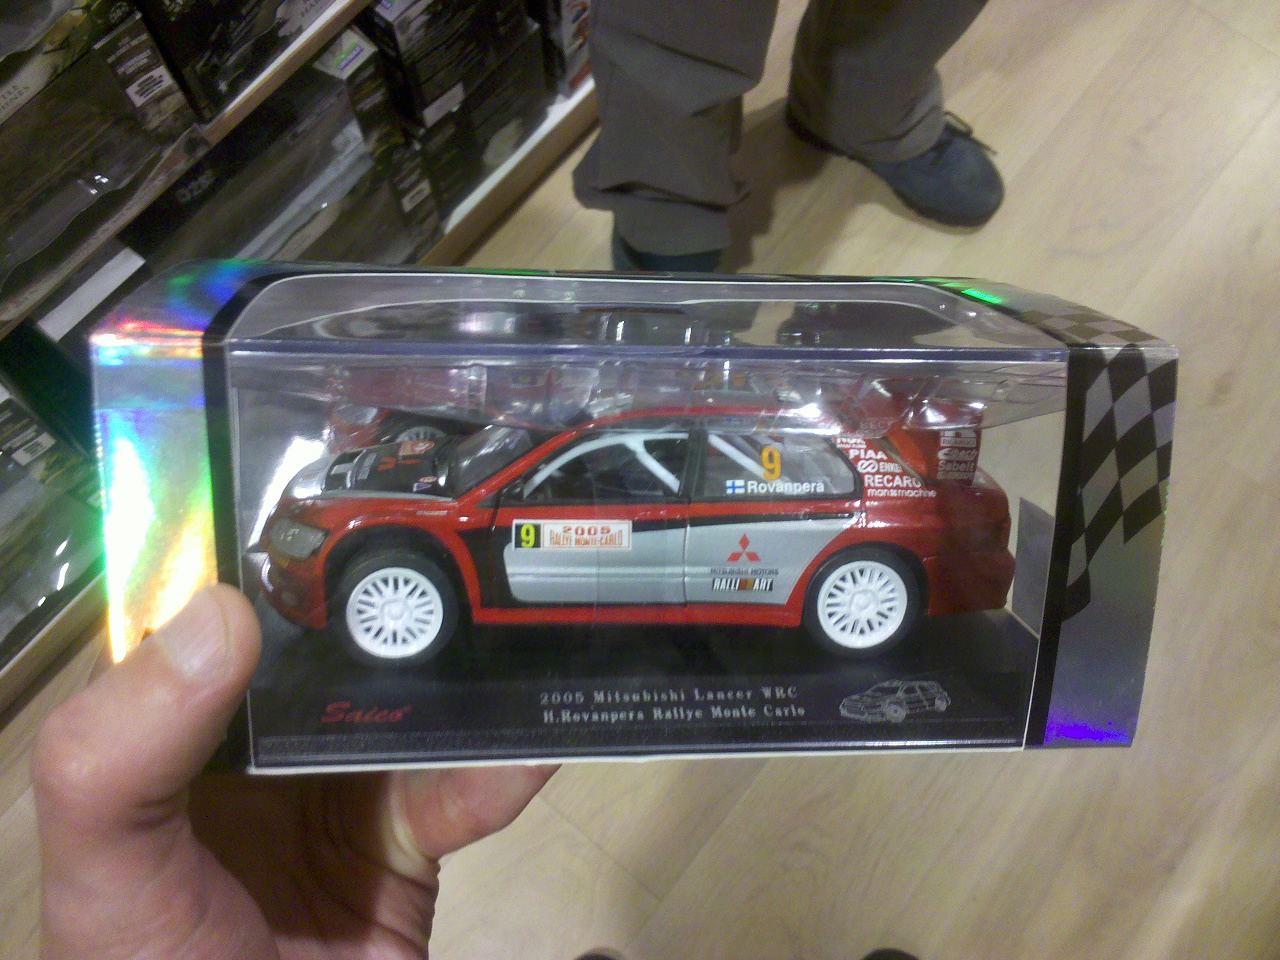 9
Rovanperä
PIAA
ENKEI
RECARO
man & machine
Sabelt
9
2005
RALLYE MONTE-CARLO
MITSUBISHI MOTORS
RALLIART
Saico
2005 Mitsubishi Lancer WRC
H.Rovanpera Rallye Monte Carlo